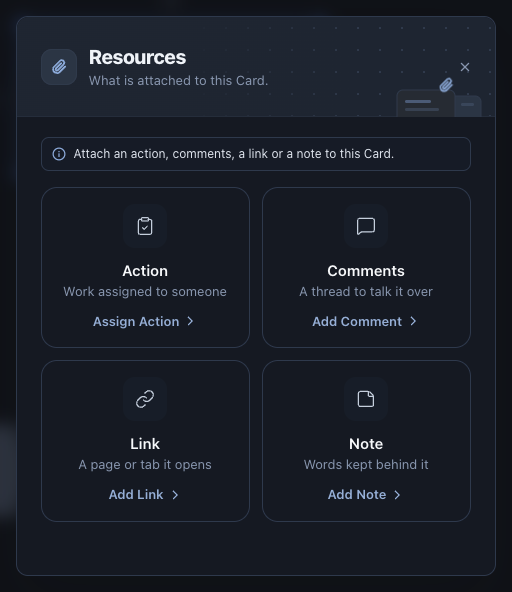 Resources
What is attached to this Card.
Attach an action, comments, a link or a note to this Card.
Action
Work assigned to someone
Assign Action
Comments
A thread to talk it over
Add Comment
Link
A page or tab it opens
Add Link
Note
Words kept behind it
Add Note